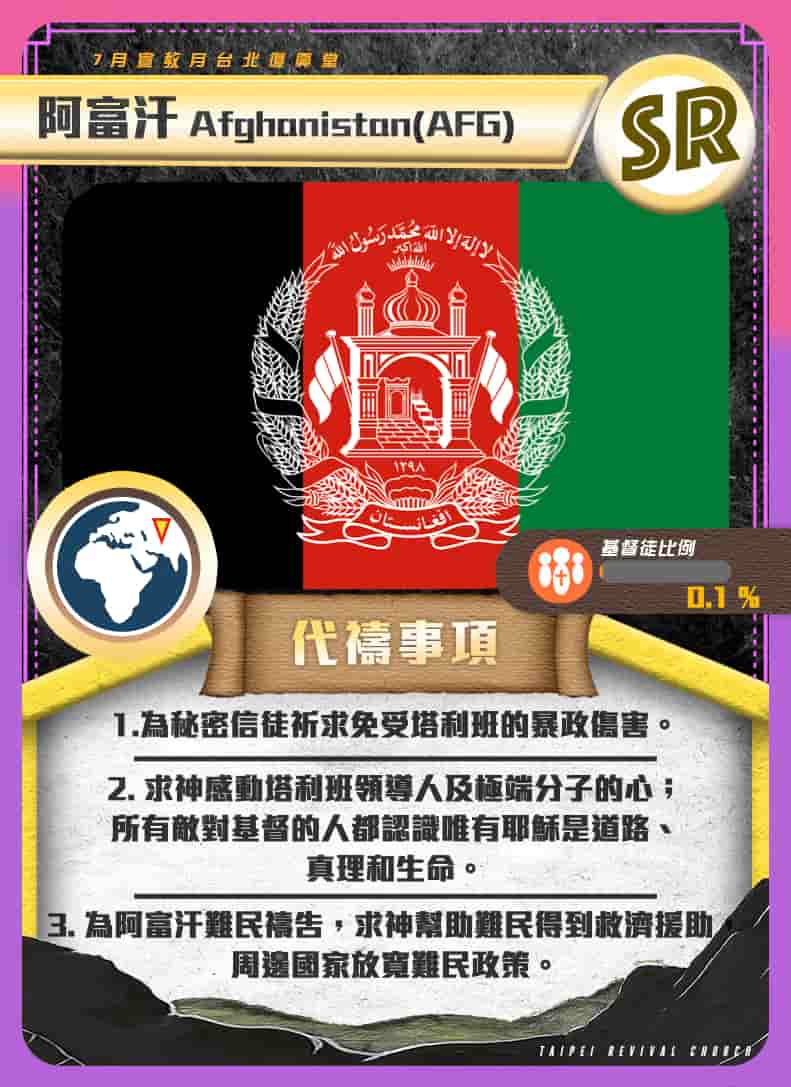 7月宣教月台北復興堂
阿富汗 Afghanistan(AFG)
SR
لا إله إلا الله محمد رسول الله
الله أكبر
١٢٩٨
افغانستان
基督徒比例
0.1 %
代禱事項
1.為秘密信徒祈求免受塔利班的暴政傷害。
2. 求神感動塔利班領導人及極端分子的心；
所有敵對基督的人都認識唯有耶穌是道路、
真理和生命。
3. 為阿富汗難民禱告，求神幫助難民得到救濟援助，
周邊國家放寬難民政策。
TAIPEI REVIVAL CHURCH